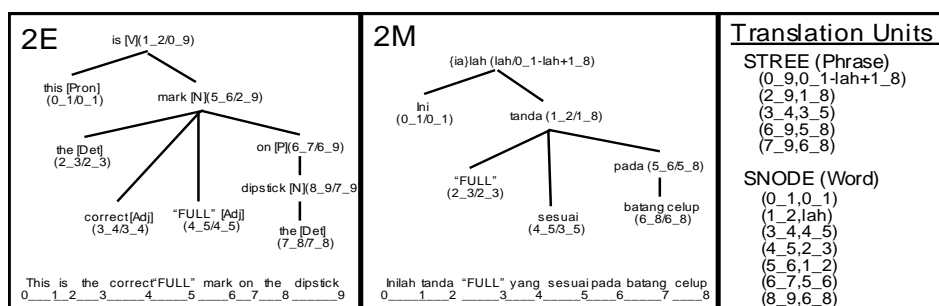 2E
is [V](1_2/0_9)
this [Pron]
(0_1/0_1)
mark [N](5_6/2_9)
the [Det]
(2_3/2_3)
on [P](6_7/6_9)
dipstick [N](8_9/7_9
correct[Adj]
(3_4/3_4)
"FULL" [Adj]
(4_5/4_5)
the [Det]
(7_8/7_8)
This is the correct"FULL" mark on the dipstick
0____1__2___3_____4_____5____6__7___8______9
2M
{ia}lah (lah/0_1-lah+1_8)
Ini
(0_1/0_1)
tanda (1_2/1_8)
"FULL"
(2_3/2_3)
pada (5_6/5_8)
sesuai
(4_5/3_5)
batang celup
(6_8/6_8)
Inilah tanda "FULL" yang sesuai pada batang celup
0____1____2______3_____4_____5____6______7_____8
Translation Units
STREE (Phrase)
(0_9,0_1-lah+1_8)
(2_9,1_8)
(3_4,3_5)
(6_9,5_8)
(7_9,6_8)
SNODE (Word)
(0_1,0_1)
(1_2,lah)
(3_4,4_5)
(4_5,2_3)
(5_6,1_2)
(6_7,5_6)
(8_9,6_8)